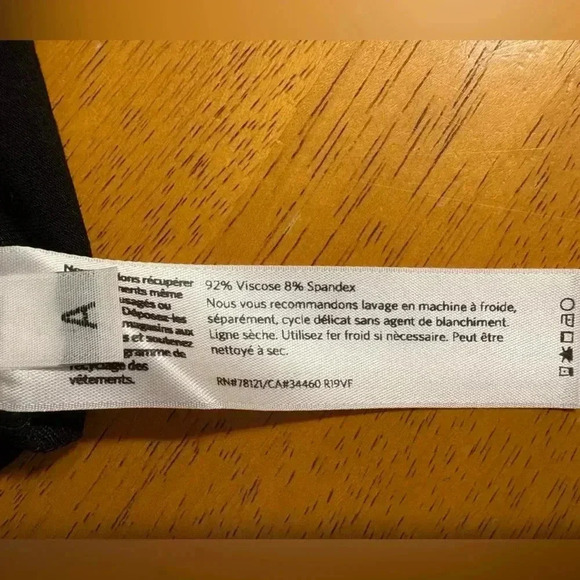 ons récupérer
ents même
usagés ou
Déposez-les
magasins aux
s et soutenez
gramme de
recyclage des
vêtements.
A
92% Viscose 8% Spandex
Nous vous recommandons lavage en machine à froide,
séparément, cycle délicat sans agent de blanchiment.
Ligne sèche. Utilisez fer froid si nècessaire. Peut être
nettoyé à sec.
RN#78121/CA#34460 R19VF